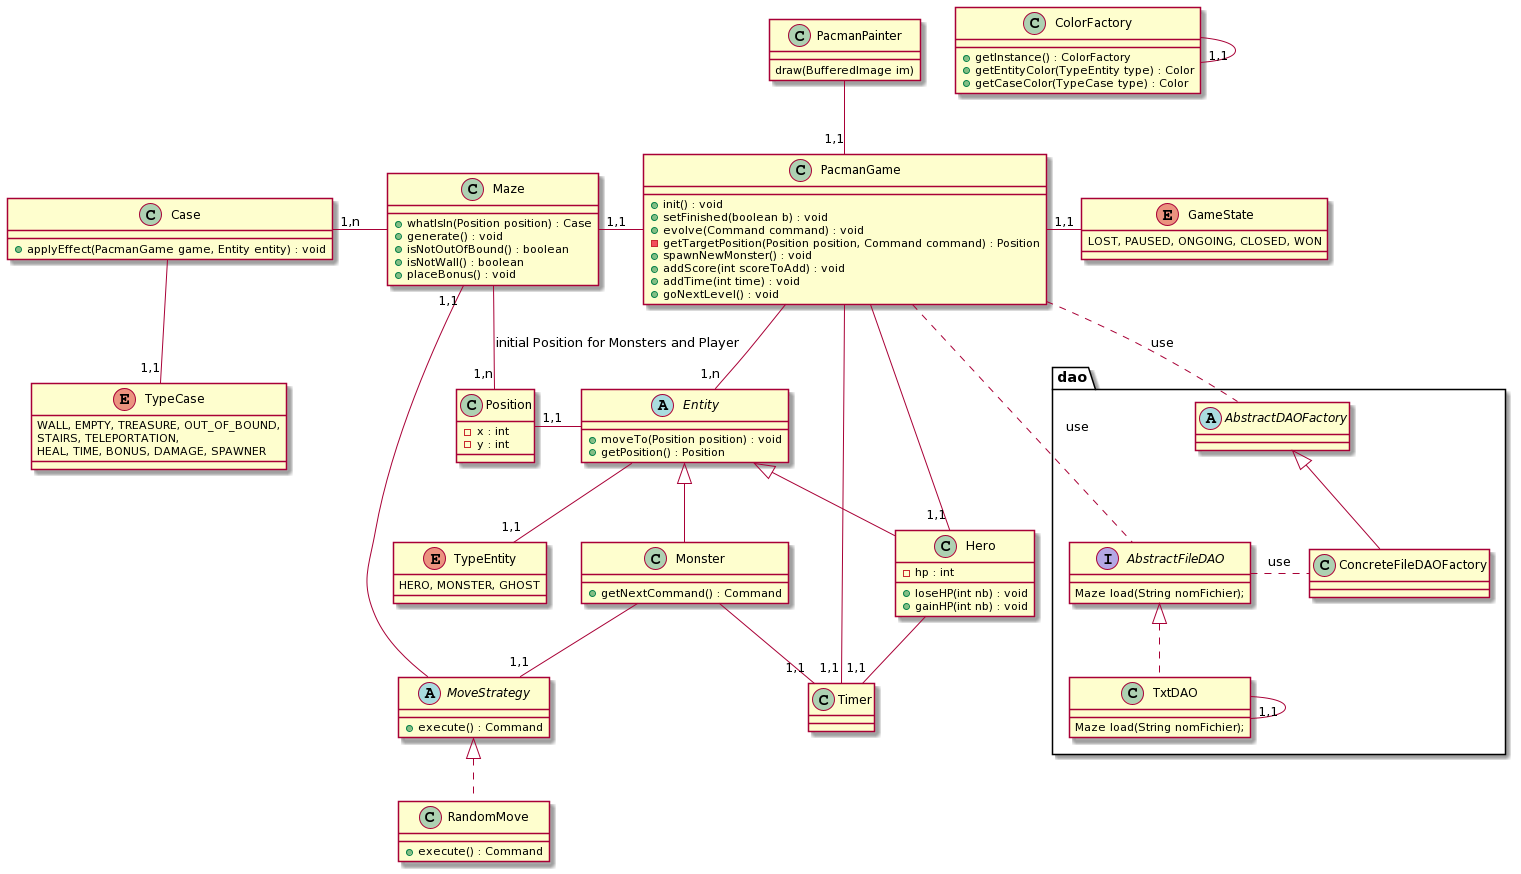 C PacmanPainter
draw(BufferedImage im)
C ColorFactory
getInstance() : ColorFactory
getEntityColor(TypeEntity type) : Color
getCaseColor(TypeCase type) : Color
1,1
1,1
C PacmanGame
init() : void
setFinished(boolean b) : void
evolve(Command command) : void
getTargetPosition(Position position, Command command) : Position
spawnNewMonster() : void
addScore(int scoreToAdd) : void
addTime(int time) : void
goNextLevel() : void
C Maze
whatIsIn(Position position) : Case
generate() : void
isNotOutOfBound() : boolean
isNotWall() : boolean
placeBonus() : void
C Case
applyEffect(PacmanGame game, Entity entity) : void
E GameState
LOST, PAUSED, ONGOING, CLOSED, WON
1,n
1,1
1,1
1,1
initial Position for Monsters and Player
use
1,1
1,n
1,n
dao
E TypeCase
WALL, EMPTY, TREASURE, OUT_OF_BOUND,
STAIRS, TELEPORTATION,
HEAL, TIME, BONUS, DAMAGE, SPAWNER
C Position
x : int
y : int
1,1
A Entity
moveTo(Position position) : void
getPosition() : Position
A AbstractDAOFactory
use
1,1
1,1
E TypeEntity
HERO, MONSTER, GHOST
C Monster
getNextCommand() : Command
C Hero
hp : int
loseHP(int nb) : void
gainHP(int nb) : void
I AbstractFileDAO
Maze load(String nomFichier);
use
C ConcreteFileDAOFactory
1,1
1,1
1,1
1,1
A MoveStrategy
execute() : Command
C Timer
C TxtDAO
Maze load(String nomFichier);
1,1
C RandomMove
execute() : Command